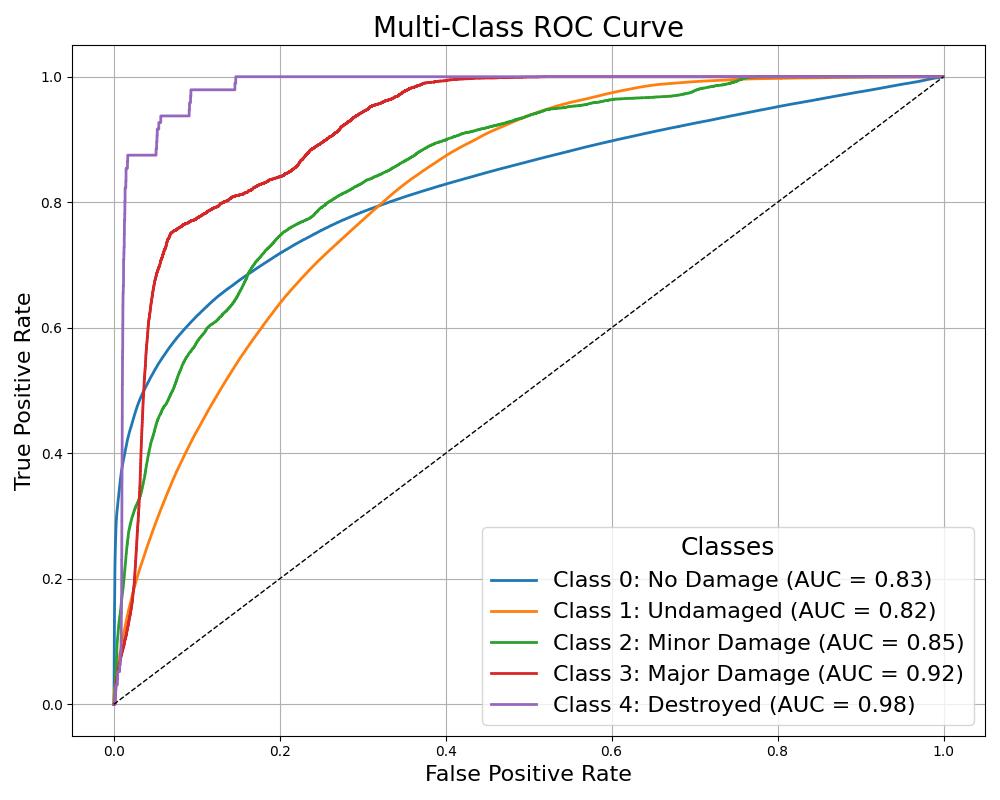 Multi-Class ROC Curve
True Positive Rate
1.0
0.8
0.6
0.4
0.2
0.0
Classes
Class 0: No Damage (AUC = 0.83)
Class 1: Undamaged (AUC = 0.82)
Class 2: Minor Damage (AUC = 0.85)
Class 3: Major Damage (AUC = 0.92)
Class 4: Destroyed (AUC = 0.98)
0.0 0.2 0.4 0.6 0.8 1.0
False Positive Rate